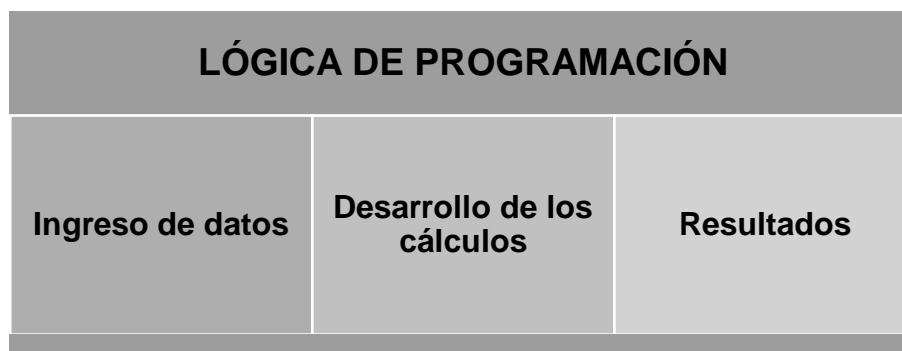 LÓGICA DE PROGRAMACIÓN
Ingreso de datos
Desarrollo de los
cálculos
Resultados